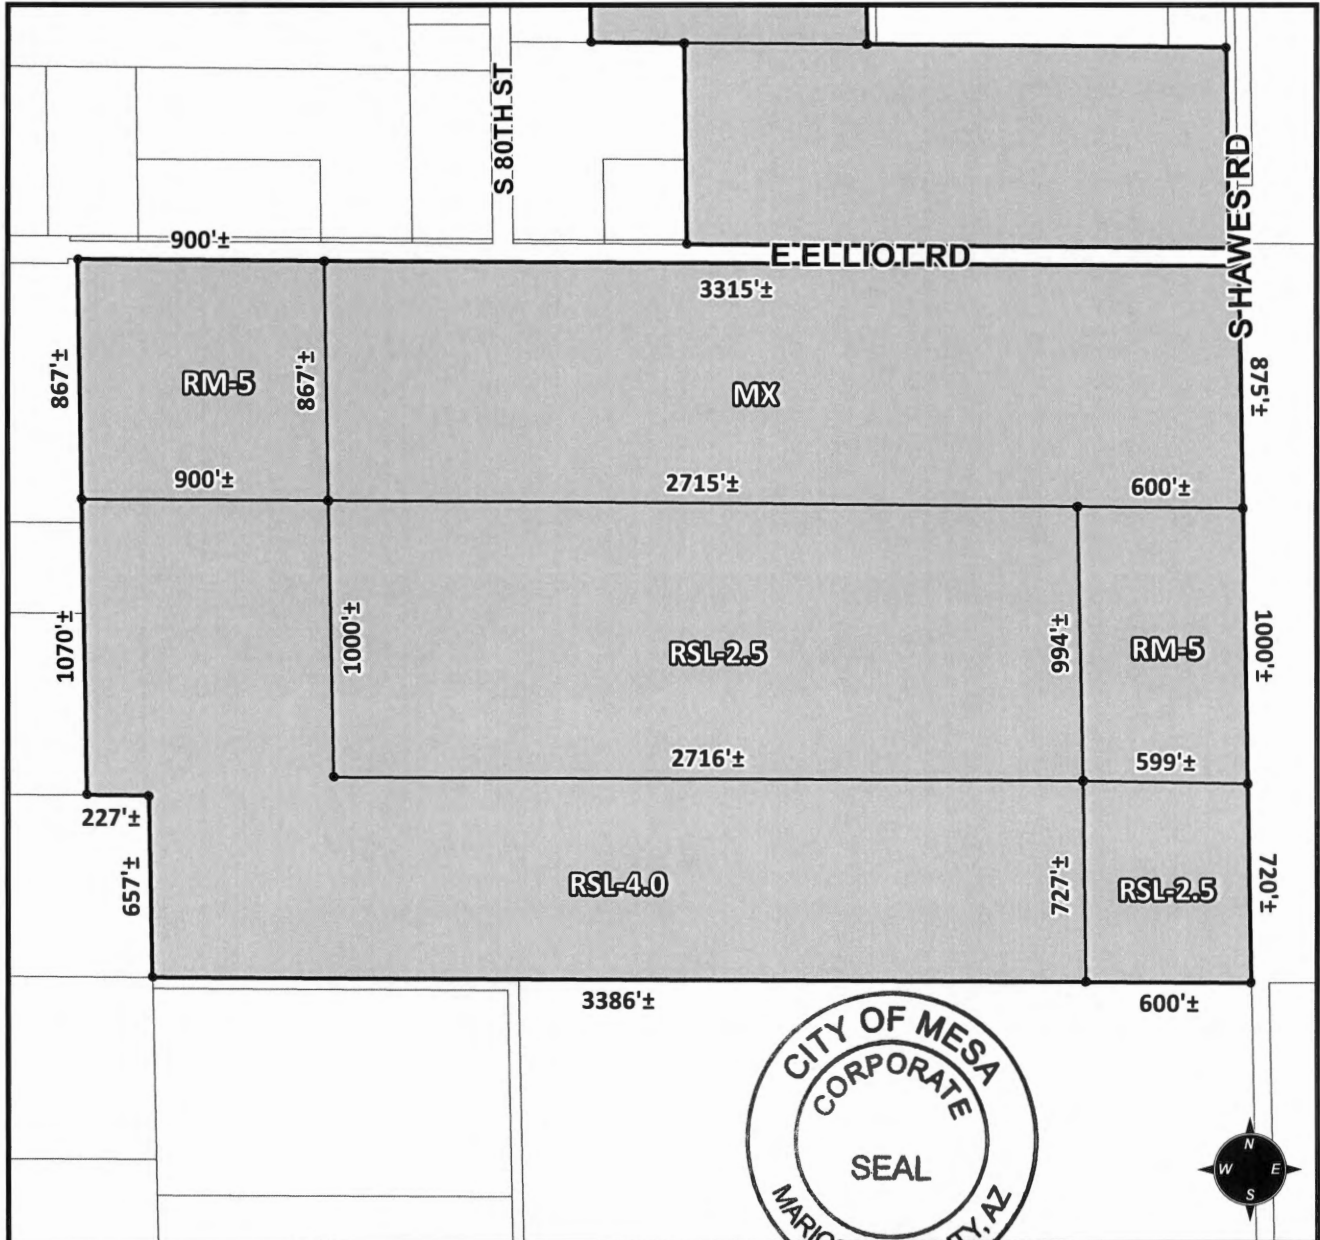 S 80TH ST
S HAWES RD
900'±
E ELLIOT RD
3315'±
867'±
RM-5
867'±
MX
875'±
900'±
2715'±
600'±
1070'±
1000'±
RSL-2.5
994'±
RM-5
1000'±
2716'±
599'±
227'±
657'±
RSL-4.0
727'±
RSL-2.5
720'±
3386'±
600'±
CITY OF MESA
CORPORATE
SEAL
AZ
N
W E
S